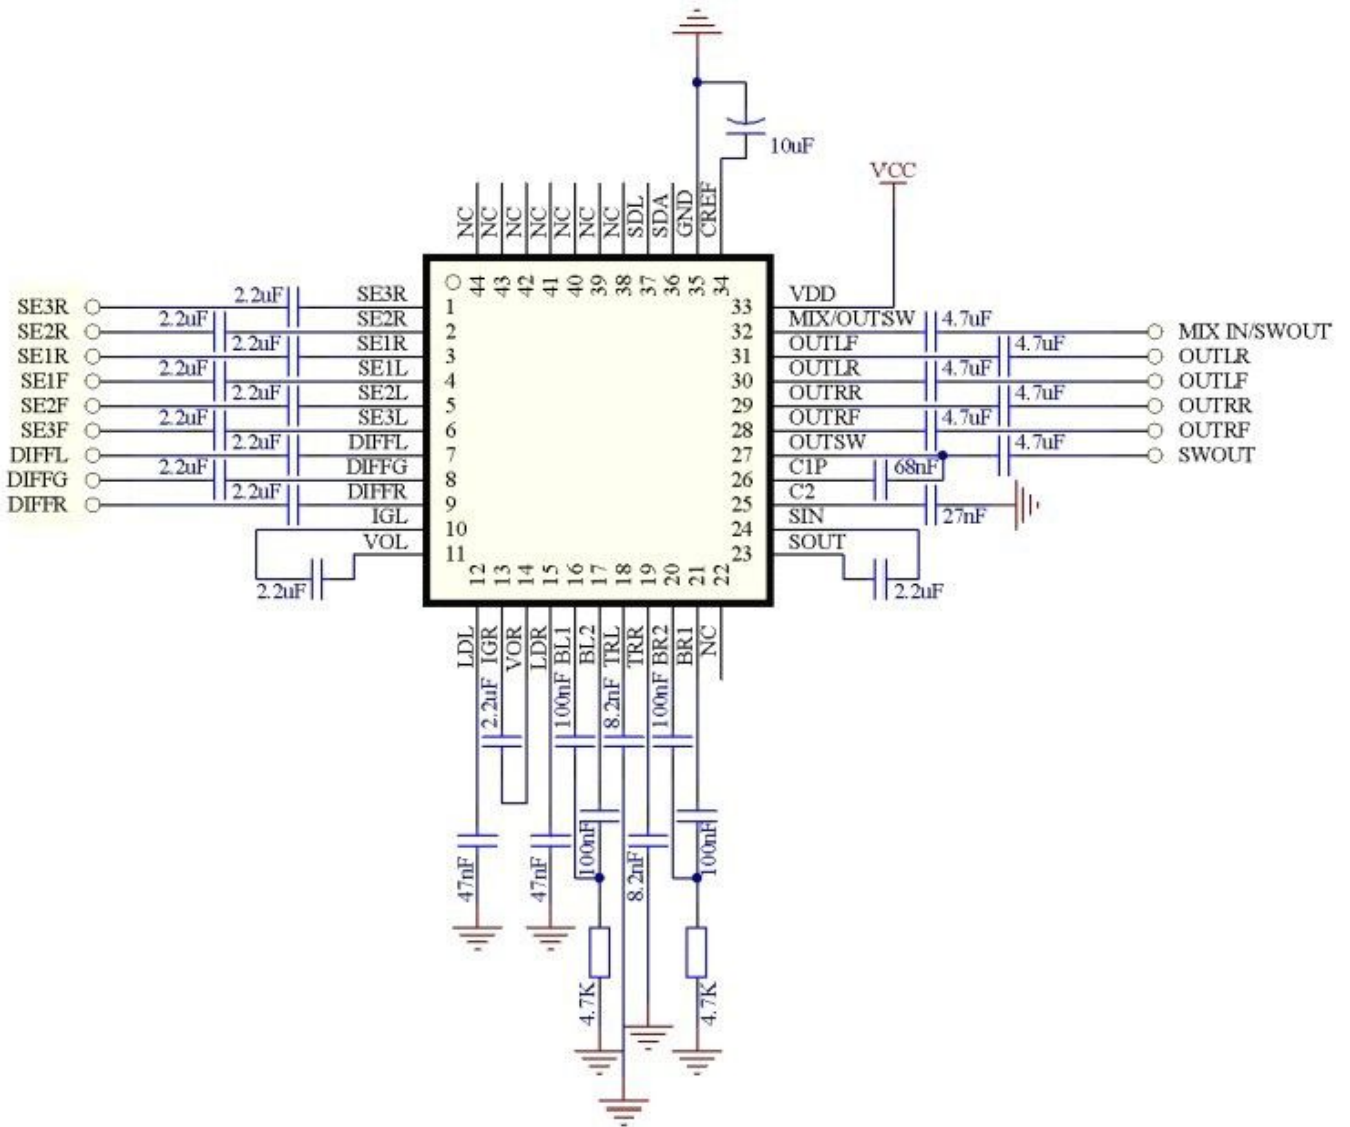 10uF
VCC
NC
NC
NC
NC
NC
NC
NC
SDL
SDA
GND
CREF
44
43
42
41
40
39
38
37
36
35
34
SE3R 2.2uF SE3R 1
SE2R 2.2uF SE2R 2
SE1R 2.2uF SE1R 3
SE1F 2.2uF SE1L 4
SE2F 2.2uF SE2L 5
SE3F 2.2uF SE3L 6
DIFFL 2.2uF DIFFL 7
DIFFG 2.2uF DIFFG 8
DIFFR 2.2uF DIFFR 9
IGL 10
VOL 11
2.2uF
33 VDD
32 MIX/OUTSW 4.7uF MIX IN/SWOUT
31 OUTLF 4.7uF OUTLR
30 OUTLR 4.7uF OUTLF
29 OUTRR 4.7uF OUTRR
28 OUTRF 4.7uF OUTRF
27 OUTSW 4.7uF SWOUT
26 C1P 68nF
25 C2 27nF
24 SIN
23 SOUT
2.2uF
12
13
14
15
16
17
18
19
20
21
22
LDL
IGR
VOR
LDR
BL1
BL2
TRL
TRR
BR2
BR1
NC
2.2uF
100nF
8.2nF
100nF
47nF
47nF
100nF
8.2nF
100nF
4.7K
4.7K